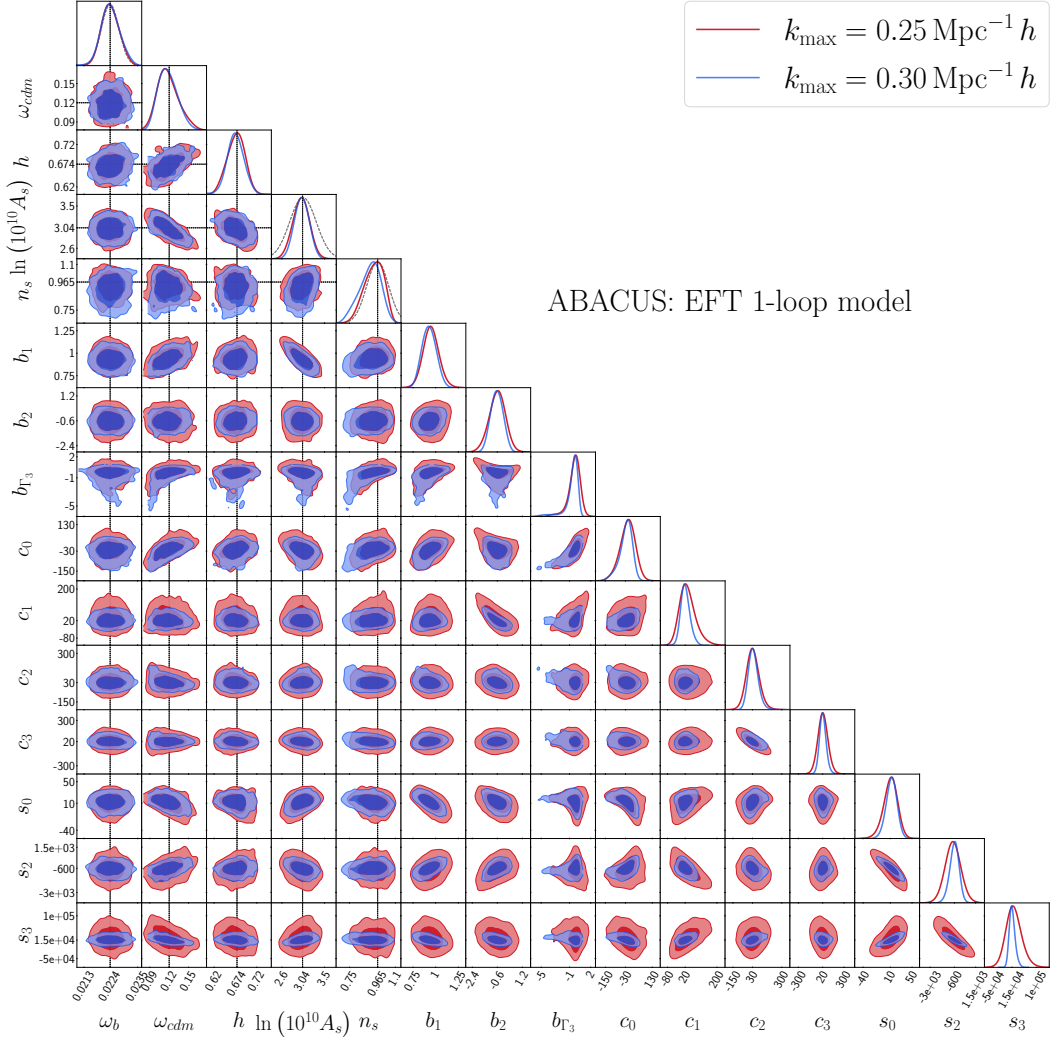 k_max = 0.25 Mpc⁻¹ h
k_max = 0.30 Mpc⁻¹ h
ABACUS: EFT 1-loop model
ω_cdm 0.15 0.12 0.09
h 0.72 0.674 0.62
ln (10¹⁰ A_s) 3.5 3.04 2.6
n_s 1.1 0.965 0.75
b_1 1.25 1 0.75
b_2 1.2 -0.6 -2.4
b_Γ₃ 2 -1 -5
c_0 130 -30 -150
c_1 200 20 -80
c_2 300 30 -150
c_3 300 20 -300
s_0 50 10 -40
s_2 1.5e+03 -600 -3e+03
s_3 1e+05 1.5e+04 -5e+04
0.0213 0.0224 0.0235 0.09 0.12 0.15 0.62 0.674 0.72 2.6 3.04 3.5 0.75 0.965 1.1 0.75 1 1.25 -2.4 -0.6 1.2 -5 -1 2 -150 -30 130 -80 20 200 -150 30 300 -300 20 300 -40 10 50 -3e+03 -600 1.5e+03 -5e+04 1.5e+04 1e+05
ω_b ω_cdm h ln (10¹⁰ A_s) n_s b_1 b_2 b_Γ₃ c_0 c_1 c_2 c_3 s_0 s_2 s_3